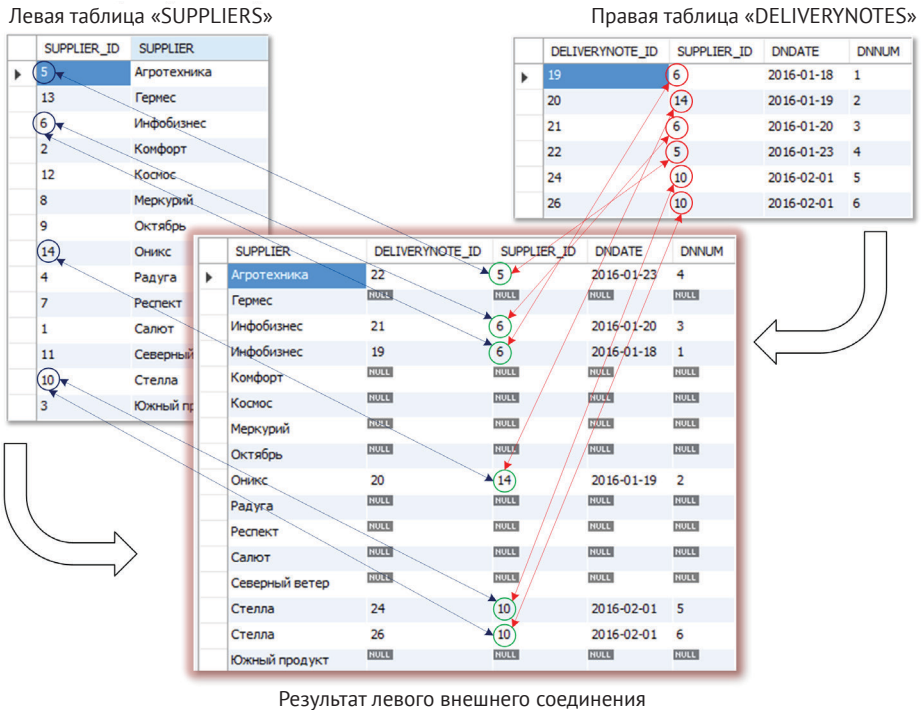 Левая таблица «SUPPLIERS»
SUPPLIER_ID SUPPLIER
5 Агротехника
13 Гермес
6 Инфобизнес
2 Комфорт
12 Космос
8 Меркурий
9 Октябрь
14 Оникс
4 Радуга
7 Респект
1 Салют
11 Северный
10 Стелла
3 Южный пр
Правая таблица «DELIVERYNOTES»
DELIVERYNOTE_ID SUPPLIER_ID DNDATE DNNUM
19 6 2016-01-18 1
20 14 2016-01-19 2
21 6 2016-01-20 3
22 5 2016-01-23 4
24 10 2016-02-01 5
26 10 2016-02-01 6
SUPPLIER DELIVERYNOTE_ID SUPPLIER_ID DNDATE DNNUM
Агротехника 22 5 2016-01-23 4
Гермес NULL NULL NULL NULL
Инфобизнес 21 6 2016-01-20 3
Инфобизнес 19 6 2016-01-18 1
Комфорт NULL NULL NULL NULL
Космос NULL NULL NULL NULL
Меркурий NULL NULL NULL NULL
Октябрь NULL NULL NULL NULL
Оникс 20 14 2016-01-19 2
Радуга NULL NULL NULL NULL
Респект NULL NULL NULL NULL
Салют NULL NULL NULL NULL
Северный ветер NULL NULL NULL NULL
Стелла 24 10 2016-02-01 5
Стелла 26 10 2016-02-01 6
Южный продукт NULL NULL NULL NULL
Результат левого внешнего соединения